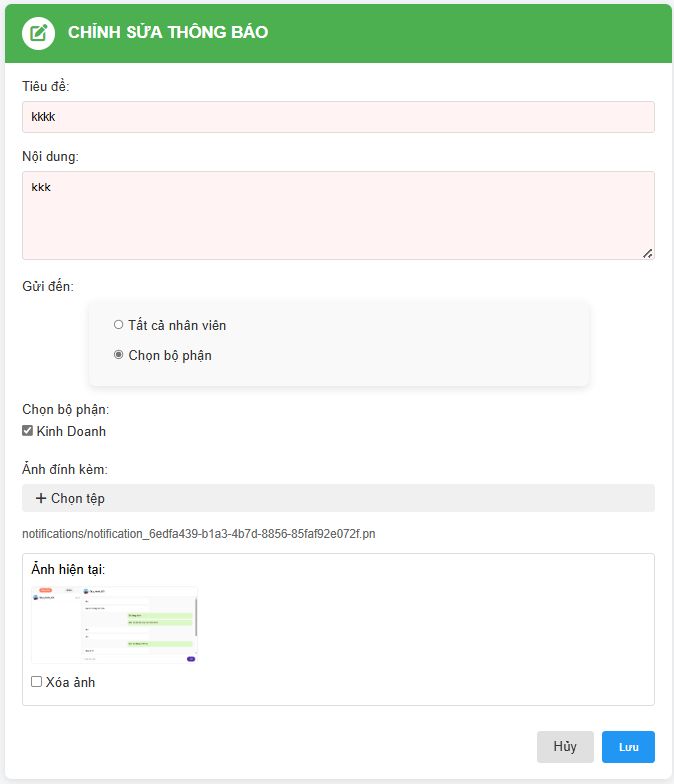 CHỈNH SỬA THÔNG BÁO
Tiêu đề:
kkkk
Nội dung:
kkk
Gửi đến:
Tất cả nhân viên
Chọn bộ phận
Chọn bộ phận:
Kinh Doanh
Ảnh đính kèm:
+ Chọn tệp
notifications/notification_6edfa439-b1a3-4b7d-8856-85faf92e072f.pn
Ảnh hiện tại:
Xóa ảnh
Hủy
Lưu